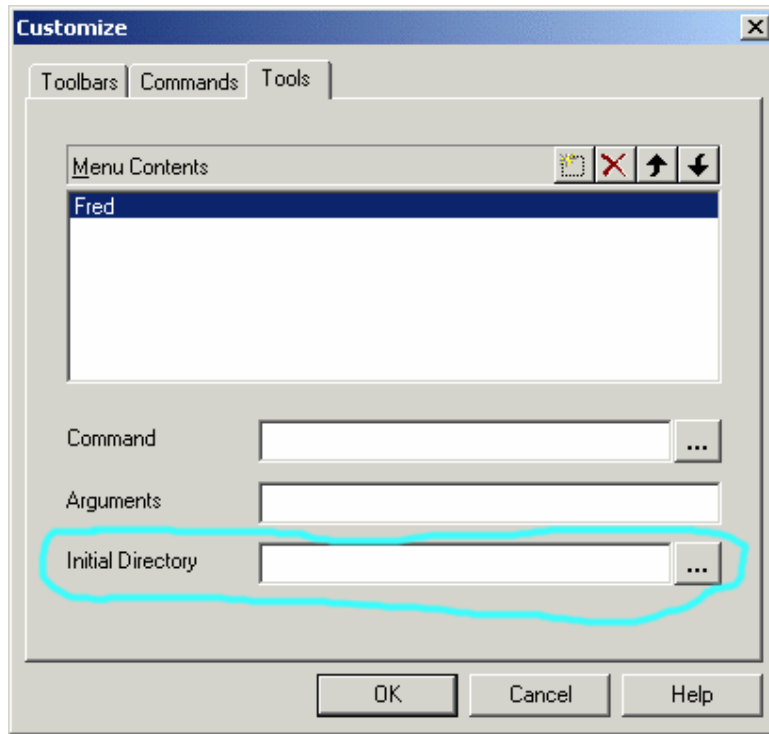 Customize
Toolbars Commands Tools
Menu Contents
Fred
Command ...
Arguments
Initial Directory ...
OK Cancel Help